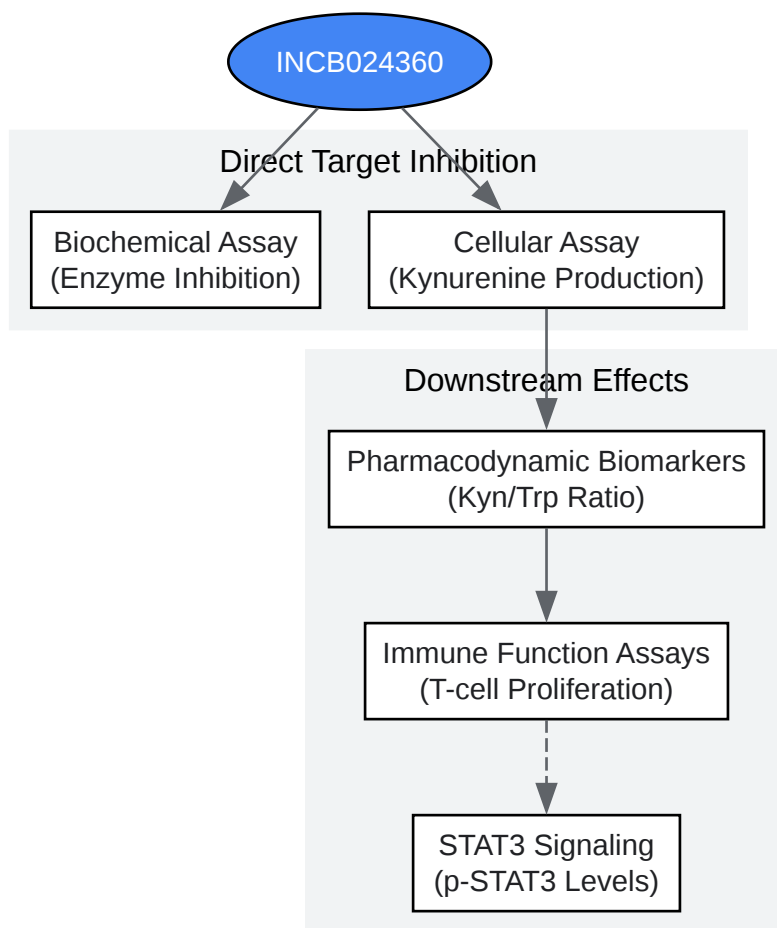 INCB024360
Direct Target Inhibition
Biochemical Assay
(Enzyme Inhibition)
Cellular Assay
(Kynurenine Production)
Downstream Effects
Pharmacodynamic Biomarkers
(Kyn/Trp Ratio)
Immune Function Assays
(T-cell Proliferation)
STAT3 Signaling
(p-STAT3 Levels)